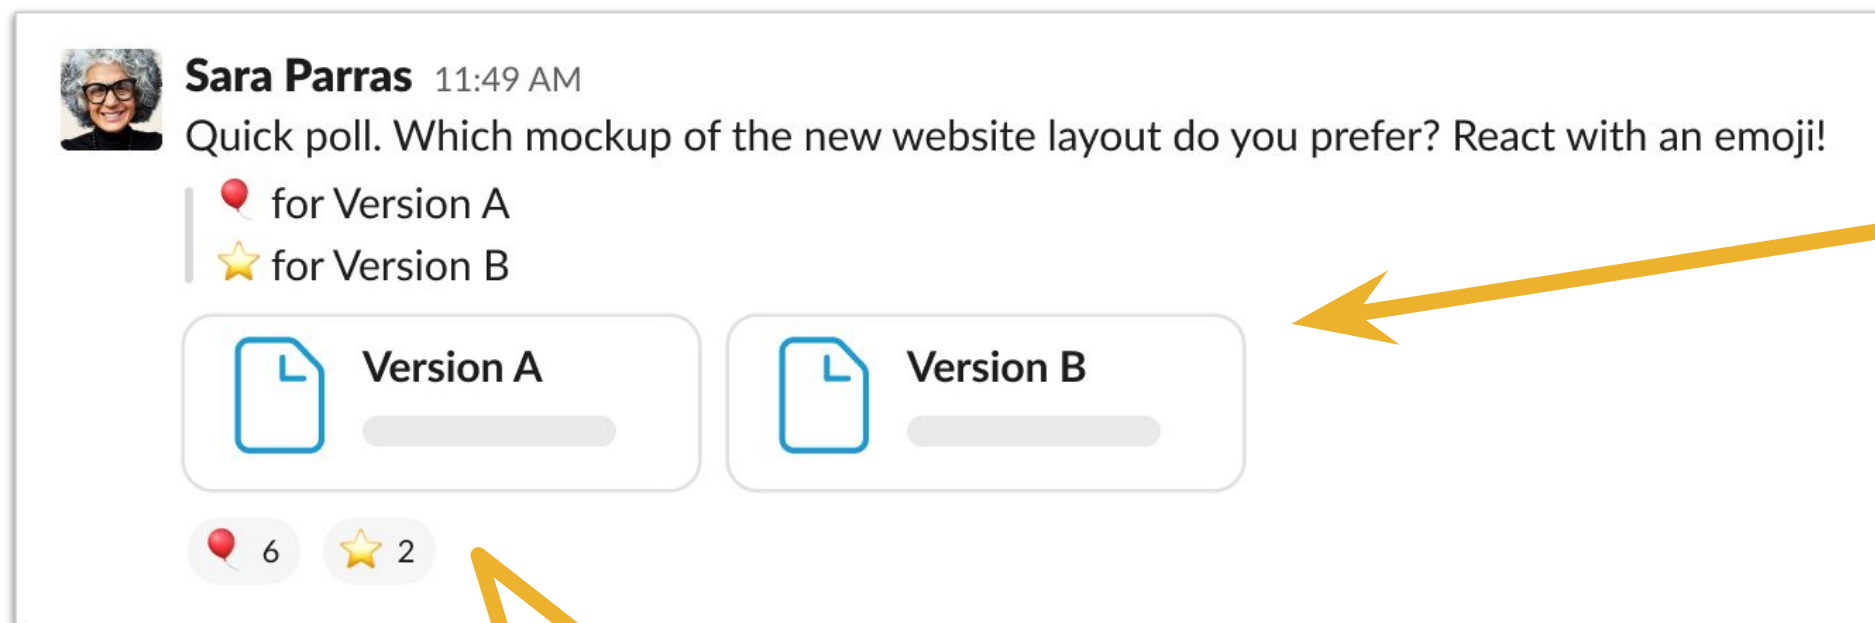 Sara Parras 11:49 AM
Quick poll. Which mockup of the new website layout do you prefer? React with an emoji!
🎈 for Version A
⭐ for Version B
Version A
Version B
🎈 6 ⭐ 2